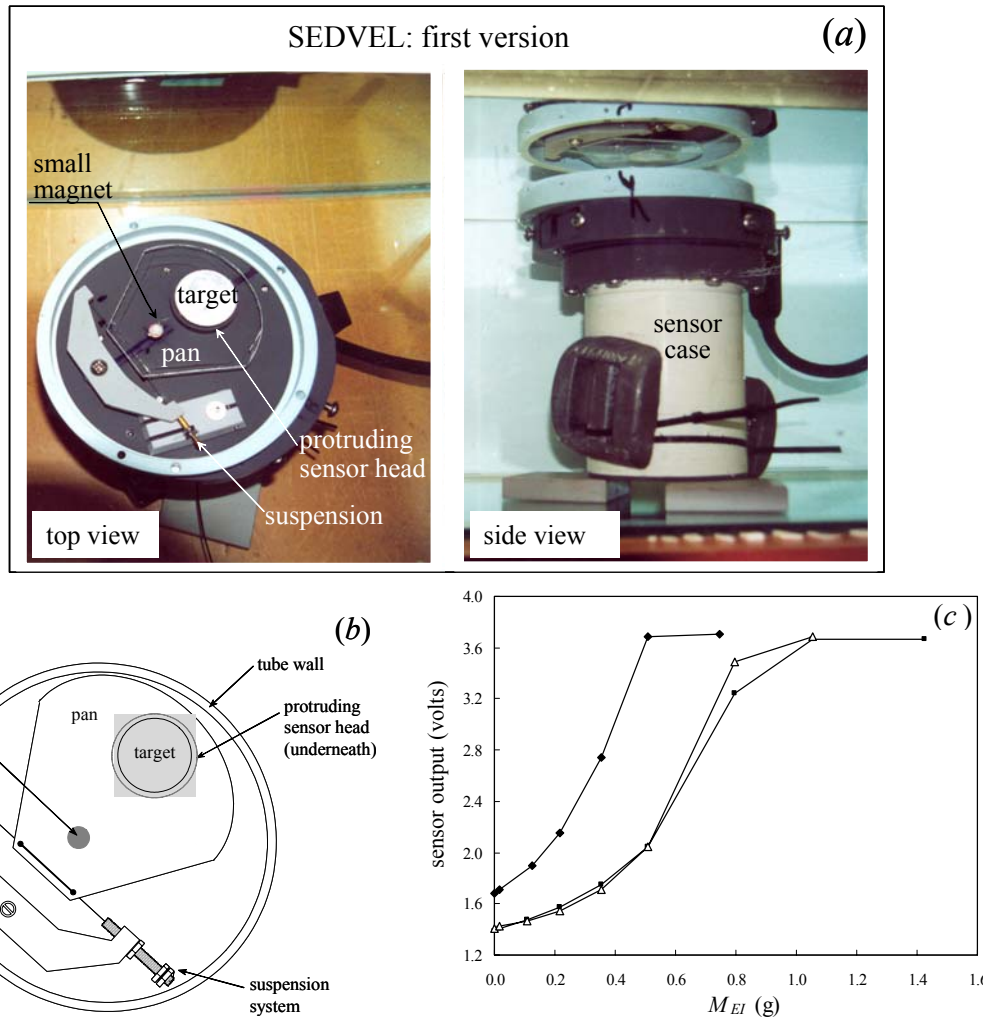 SEDVEL: first version
(a)
small
magnet
target
pan
protruding
sensor head
suspension
top view
sensor
case
side view
(b)
tube wall
pan
protruding
sensor head
(underneath)
target
suspension
system
(c)
4.0
3.6
3.2
2.8
2.4
2.0
1.6
1.2
sensor output (volts)
0.0 0.2 0.4 0.6 0.8 1.0 1.2 1.4 1.6
M EI (g)